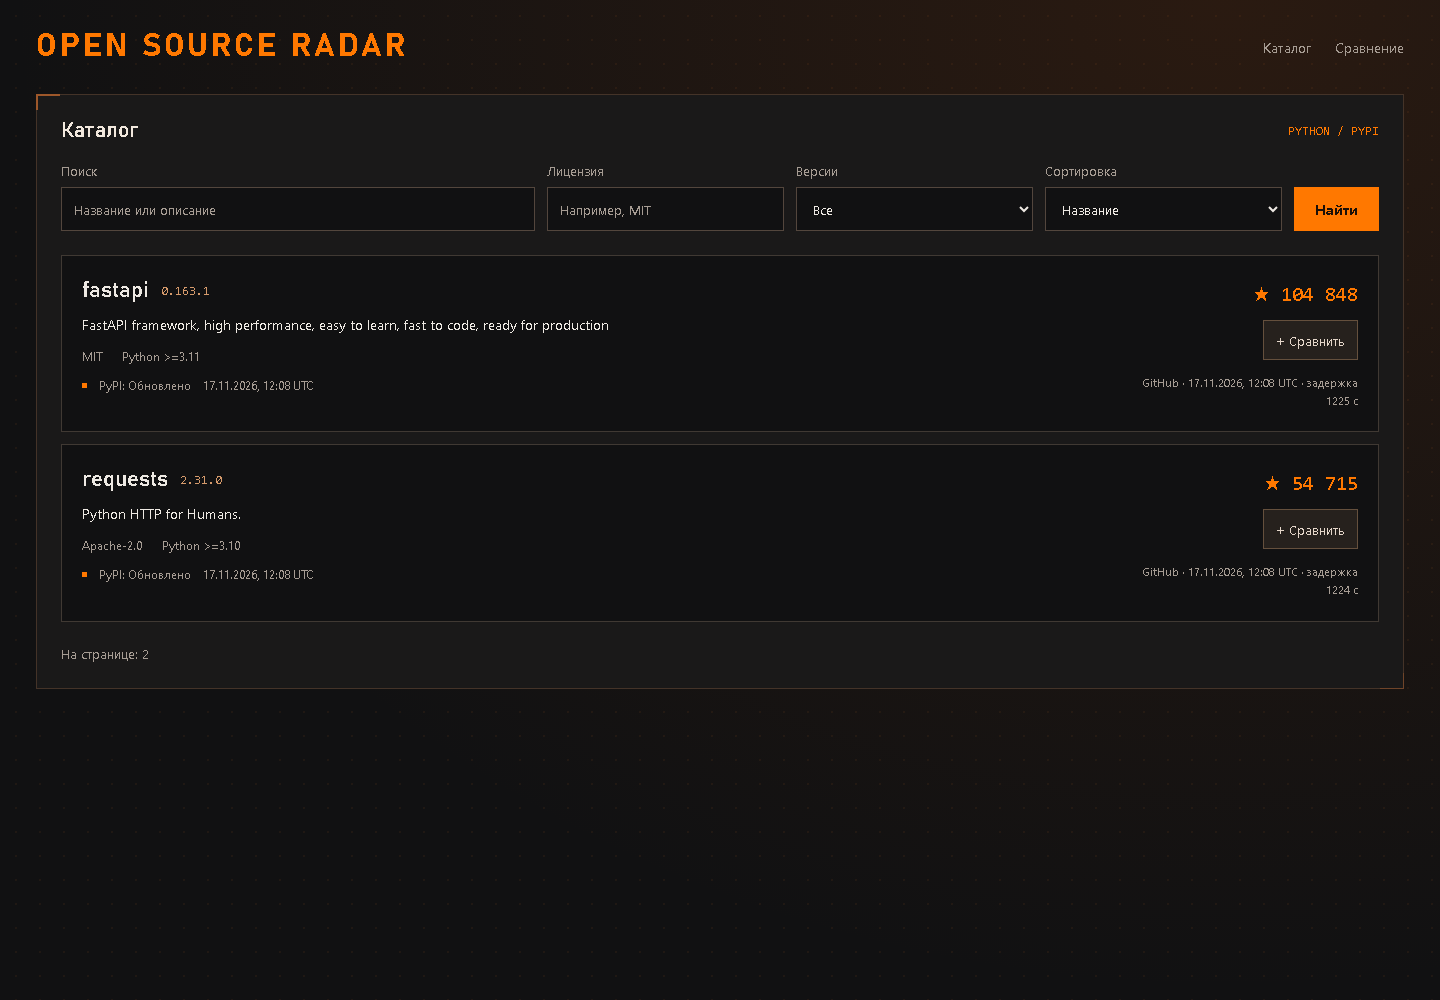 OPEN SOURCE RADAR
Каталог Сравнение
Каталог
PYTHON / PYPI
Поиск Лицензия Версии Сортировка
Название или описание Например, MIT Все Название Найти
fastapi 0.163.1
★ 104 848
FastAPI framework, high performance, easy to learn, fast to code, ready for production
+ Сравнить
MIT Python >=3.11
PyPI: Обновлено 17.11.2026, 12:08 UTC
GitHub · 17.11.2026, 12:08 UTC · задержка
1225 с
requests 2.31.0
★ 54 715
Python HTTP for Humans.
+ Сравнить
Apache-2.0 Python >=3.10
PyPI: Обновлено 17.11.2026, 12:08 UTC
GitHub · 17.11.2026, 12:08 UTC · задержка
1224 с
На странице: 2